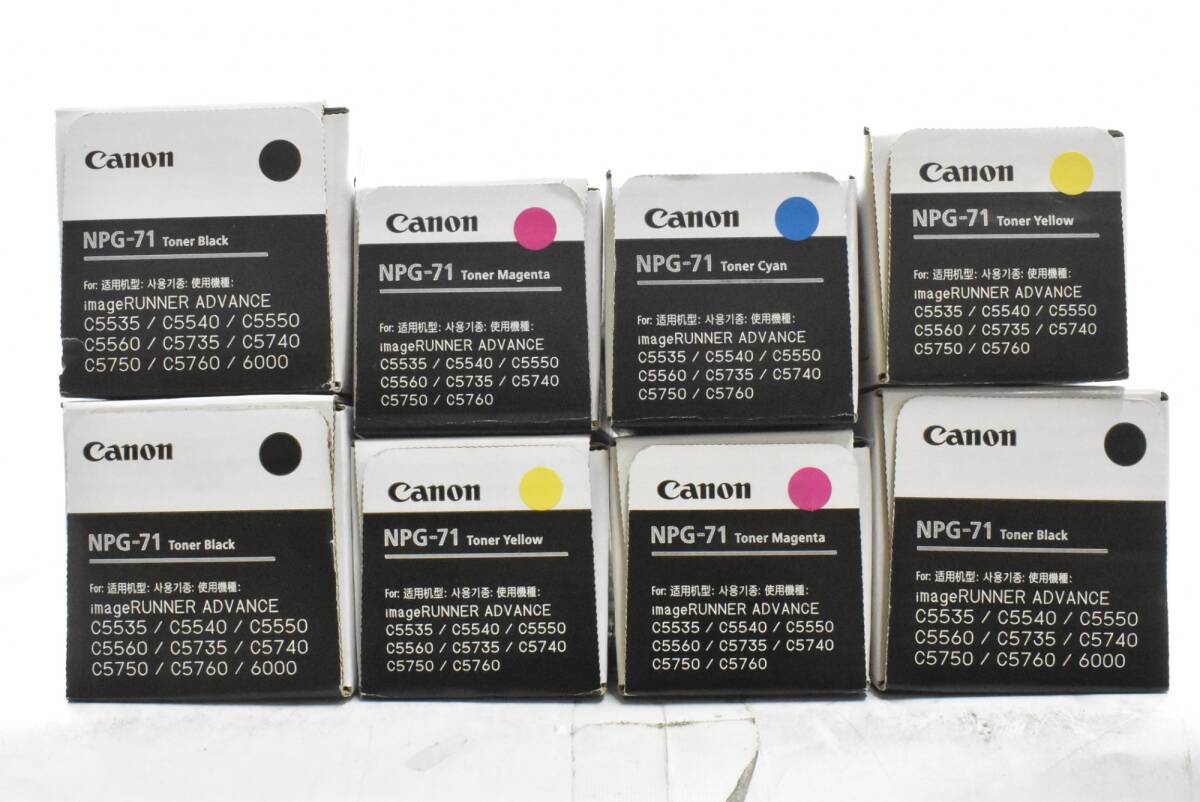 Canon
NPG-71 Toner Black
For: 适用机型: 사용기종: 使用機種:
imageRUNNER ADVANCE
C5535 / C5540 / C5550
C5560 / C5735 / C5740
C5750 / C5760 / 6000
Canon
NPG-71 Toner Magenta
For: 适用机型: 사용기종: 使用機種:
imageRUNNER ADVANCE
C5535 / C5540 / C5550
C5560 / C5735 / C5740
C5750 / C5760
Canon
NPG-71 Toner Cyan
For: 适用机型: 사용기종: 使用機種:
imageRUNNER ADVANCE
C5535 / C5540 / C5550
C5560 / C5735 / C5740
C5750 / C5760
Canon
NPG-71 Toner Yellow
For: 适用机型: 사용기종: 使用機種:
imageRUNNER ADVANCE
C5535 / C5540 / C5550
C5560 / C5735 / C5740
C5750 / C5760
Canon
NPG-71 Toner Black
For: 适用机型: 사용기종: 使用機種:
imageRUNNER ADVANCE
C5535 / C5540 / C5550
C5560 / C5735 / C5740
C5750 / C5760 / 6000
Canon
NPG-71 Toner Yellow
For: 适用机型: 사용기종: 使用機種:
imageRUNNER ADVANCE
C5535 / C5540 / C5550
C5560 / C5735 / C5740
C5750 / C5760
Canon
NPG-71 Toner Magenta
For: 适用机型: 사용기종: 使用機種:
imageRUNNER ADVANCE
C5535 / C5540 / C5550
C5560 / C5735 / C5740
C5750 / C5760
Canon
NPG-71 Toner Black
For: 适用机型: 사용기종: 使用機種:
imageRUNNER ADVANCE
C5535 / C5540 / C5550
C5560 / C5735 / C5740
C5750 / C5760 / 6000